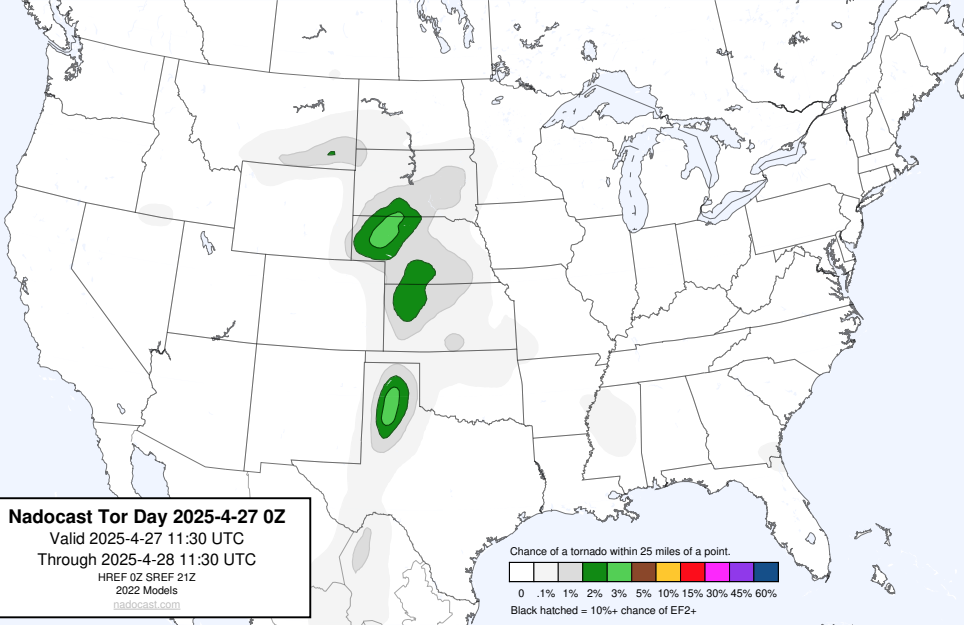 Nadocast Tor Day 2025-4-27 0Z
Valid 2025-4-27 11:30 UTC
Through 2025-4-28 11:30 UTC
HREF 0Z SREF 21Z
2022 Models
nadocast.com
Chance of a tornado within 25 miles of a point.
0 .1% 1% 2% 3% 5% 10% 15% 30% 45% 60%
Black hatched = 10%+ chance of EF2+